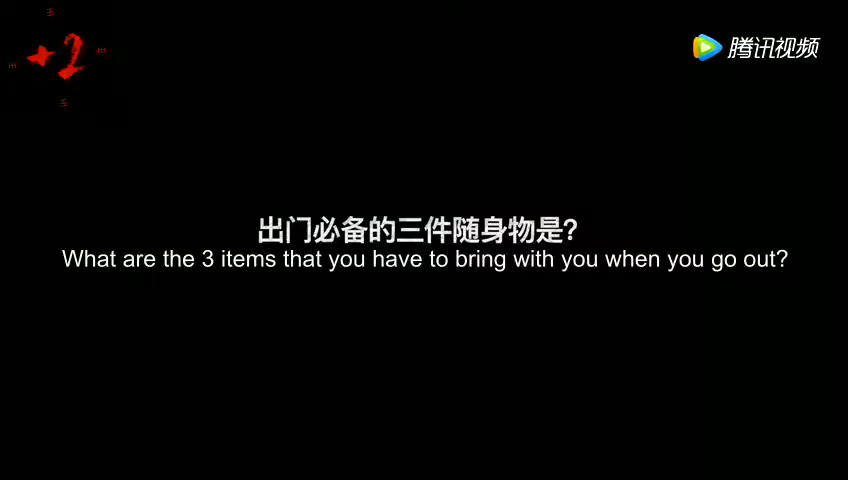 +2
腾讯视频
出门必备的三件随身物是?
What are the 3 items that you have to bring with you when you go out?